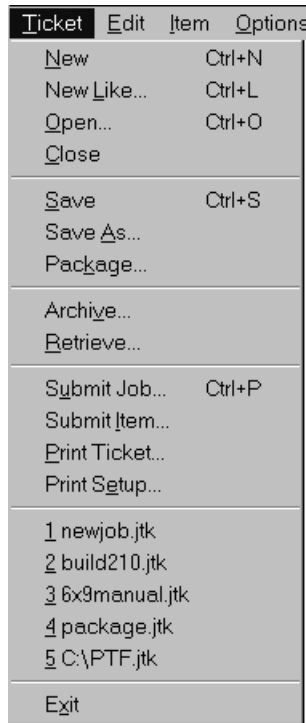 Ticket Edit Item Options
New Ctrl+N
New Like... Ctrl+L
Open... Ctrl+O
Close
Save Ctrl+S
Save As...
Package...
Archive...
Retrieve...
Submit Job... Ctrl+P
Submit Item...
Print Ticket...
Print Setup...
1 newjob.jtk
2 build210.jtk
3 6x9manual.jtk
4 package.jtk
5 C:\PTF.jtk
Exit